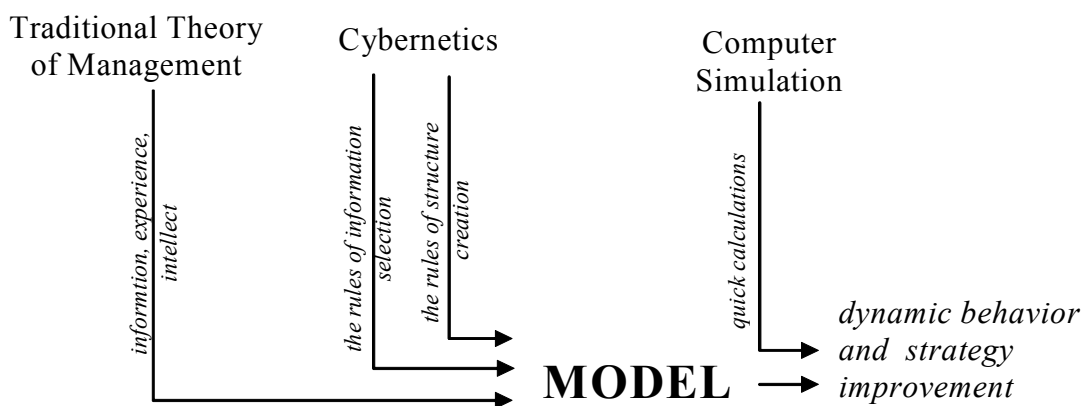 Traditional Theory
of Management
Cybernetics
Computer
Simulation
informtion, experience,
intellect
the rules of information
selection
the rules of structure
creation
quick calculations
dynamic behavior
and strategy
improvement
MODEL